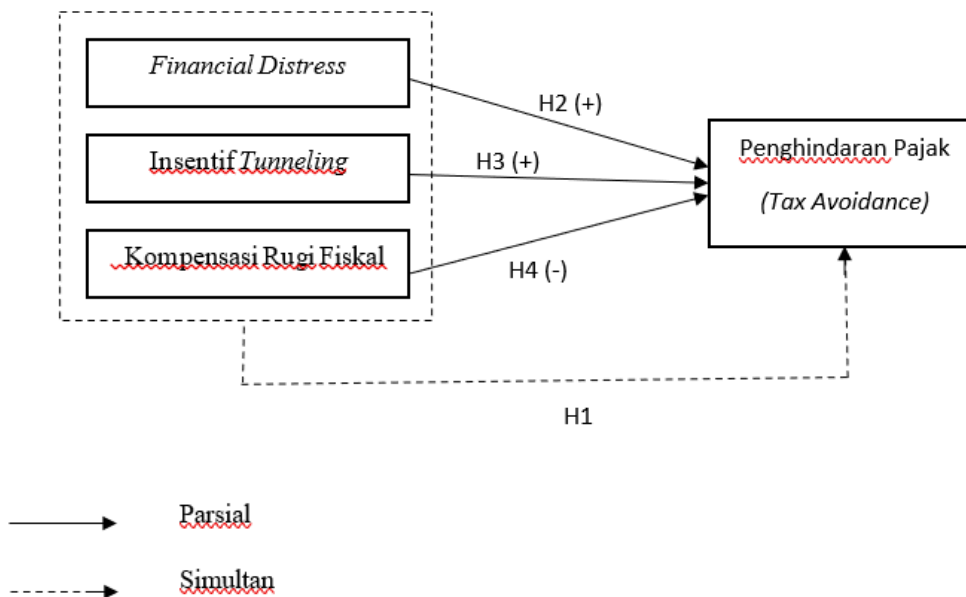 Financial Distress
H2 (+)
Insentif Tunneling
H3 (+)
Penghindaran Pajak
(Tax Avoidance)
Kompensasi Rugi Fiskal
H4 (-)
H1
Parsial
Simultan